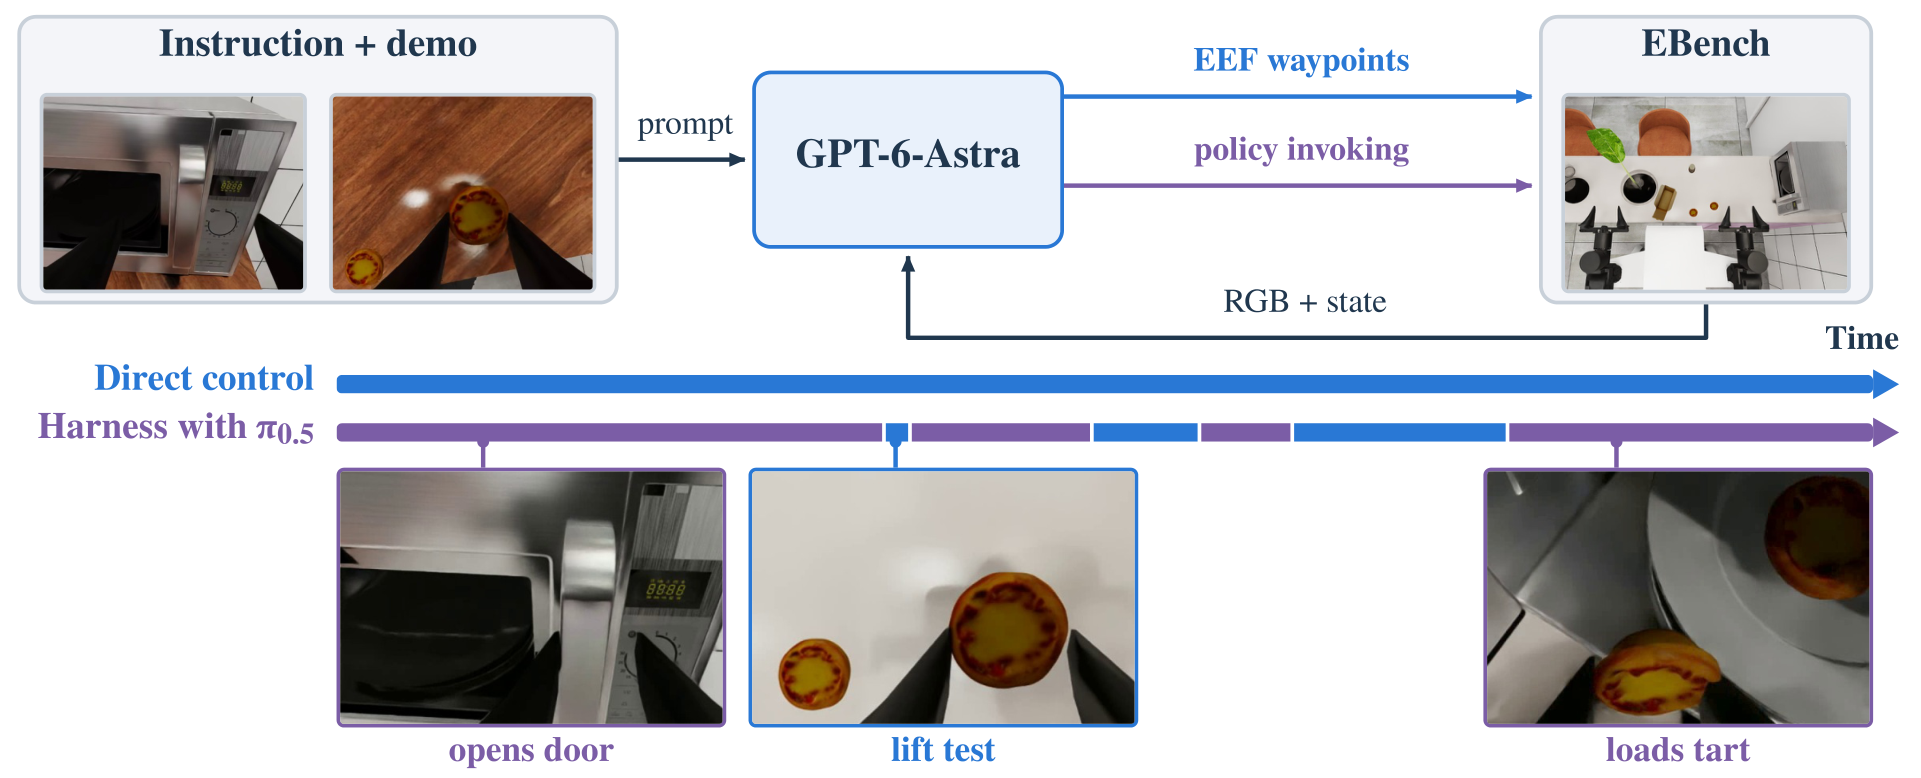 Instruction + demo
prompt
GPT-6-Astra
EEF waypoints
policy invoking
EBench
RGB + state
Time
Direct control
Harness with π0.5
8888
opens door
lift test
loads tart